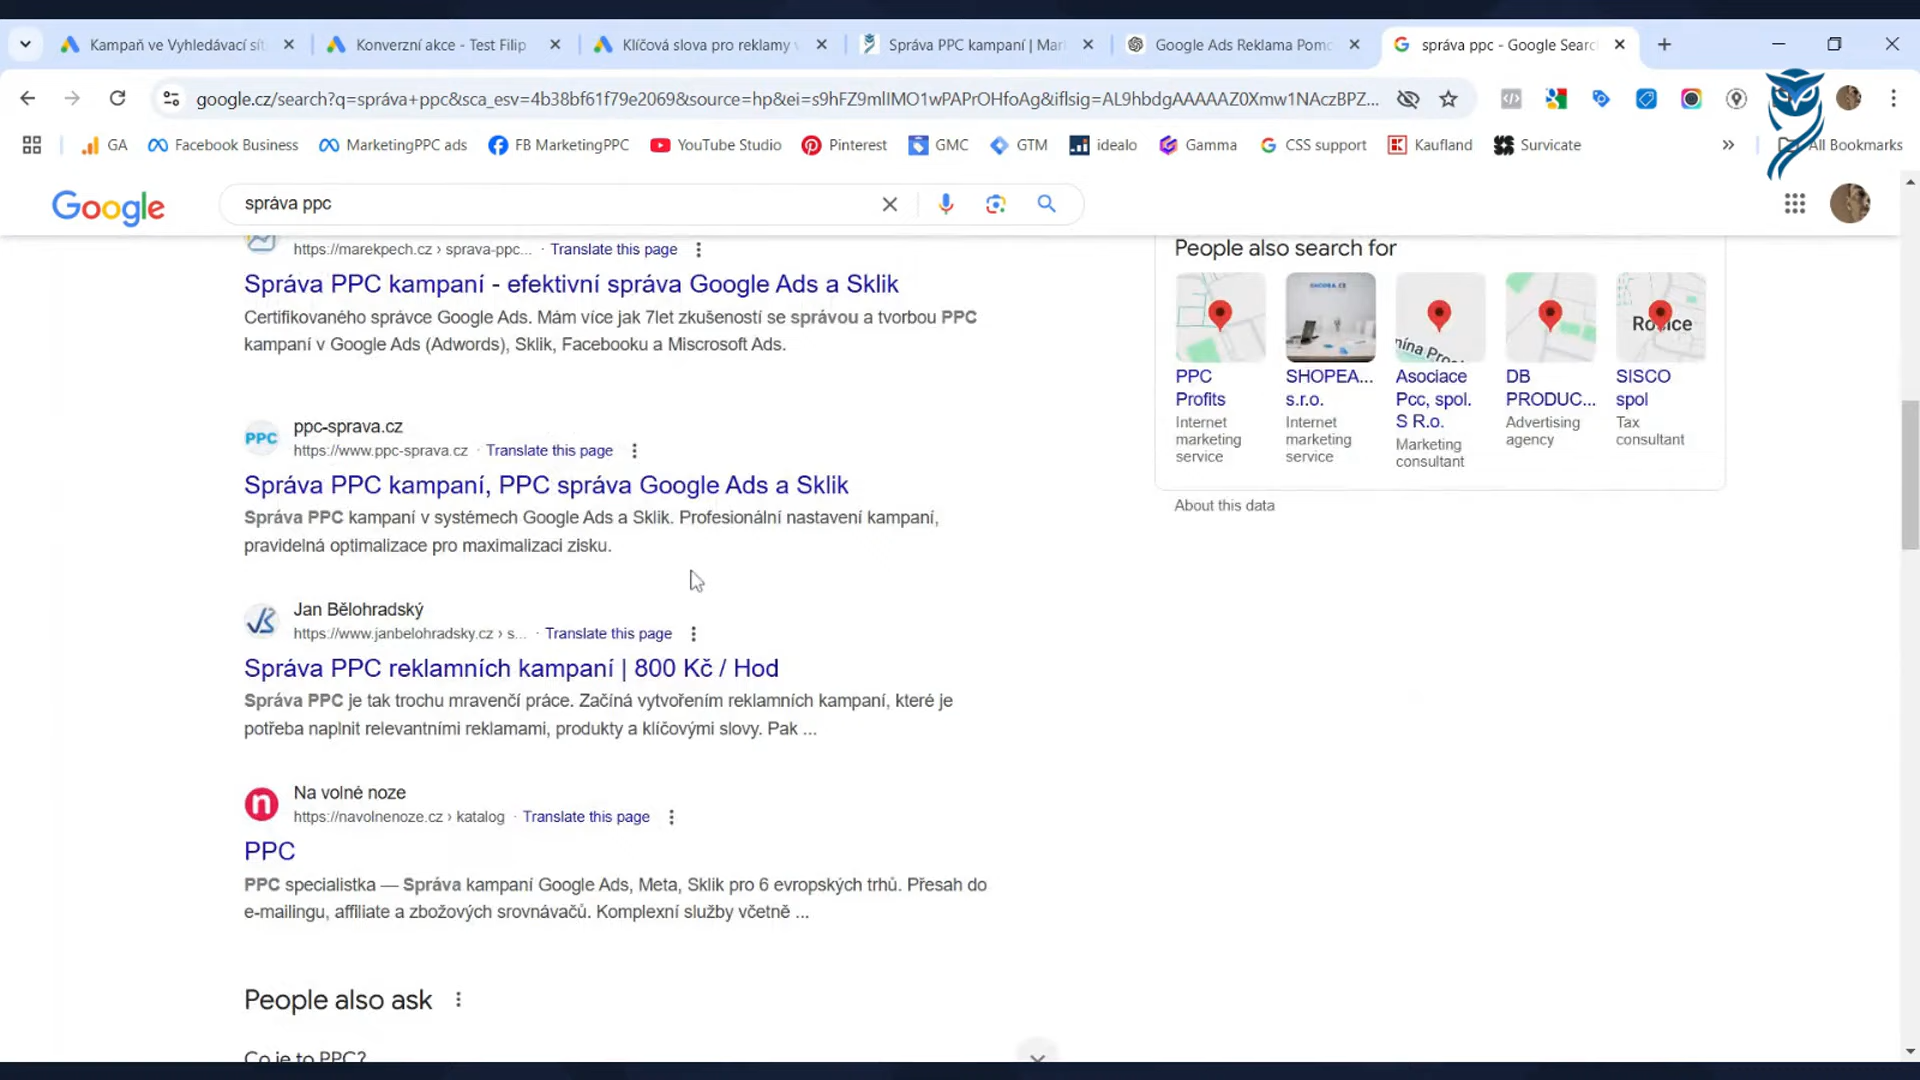 Kampaň ve Vyhledávací sít
Konverzní akce - Test Filip
Klíčová slova pro reklamy v
Správa PPC kampaní | Mar
Google Ads Reklama Pomo
správa ppc - Google Searc
google.cz/search?q=správa+ppc&sca_esv=4b38bf61f79e2069&source=hp&ei=s9hFZ9mlIMO1wPAPrOHfoAg&iflsig=AL9hbdgAAAAAZ0Xmw1NAczBPZ...
GA
Facebook Business
MarketingPPC ads
FB MarketingPPC
YouTube Studio
Pinterest
GMC
GTM
idealo
Gamma
CSS support
Kaufland
Survicate
All Bookmarks
Google
správa ppc
https://marekpech.cz › sprava-ppc... · Translate this page
Správa PPC kampaní - efektivní správa Google Ads a Sklik
Certifikovaného správce Google Ads. Mám více jak 7let zkušeností se správou a tvorbou PPC
kampaní v Google Ads (Adwords), Sklik, Facebooku a Miscrosoft Ads.
PPC
ppc-sprava.cz
https://www.ppc-sprava.cz · Translate this page
Správa PPC kampaní, PPC správa Google Ads a Sklik
Správa PPC kampaní v systémech Google Ads a Sklik. Profesionální nastavení kampaní,
pravidelná optimalizace pro maximalizaci zisku.
Jan Bělohradský
https://www.janbelohradsky.cz › s... · Translate this page
Správa PPC reklamních kampaní | 800 Kč / Hod
Správa PPC je tak trochu mravenčí práce. Začíná vytvořením reklamních kampaní, které je
potřeba naplnit relevantními reklamami, produkty a klíčovými slovy. Pak ...
n
Na volné noze
https://navolnenoze.cz › katalog · Translate this page
PPC
PPC specialistka — Správa kampaní Google Ads, Meta, Sklik pro 6 evropských trhů. Přesah do
e-mailingu, affiliate a zbožových srovnávačů. Komplexní služby včetně ...
People also ask
Co je to PPC?
People also search for
PPC
Profits
Internet
marketing
service
SHOPEA...
s.r.o.
Internet
marketing
service
nína Pro
Asociace
Pcc, spol.
S R.o.
Marketing
consultant
DB
PRODUC...
Advertising
agency
SISCO
spol
Tax
consultant
About this data